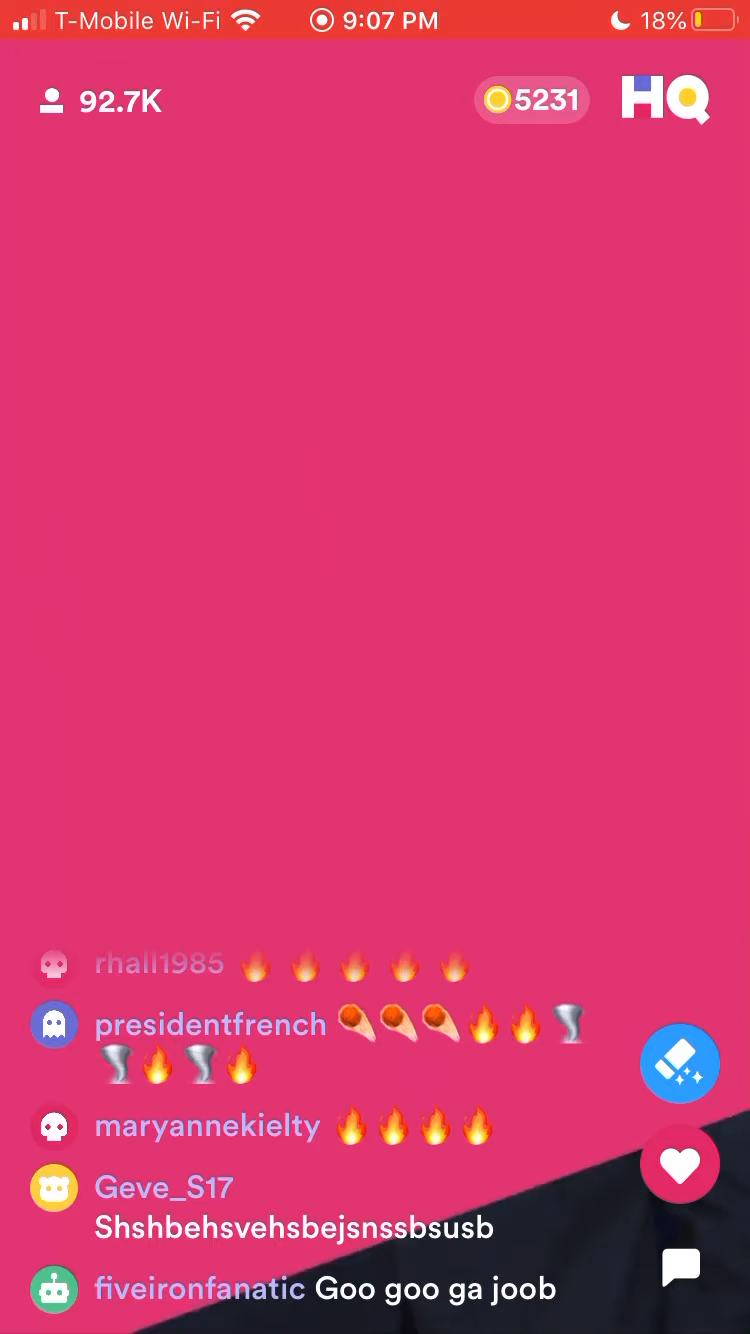 T-Mobile Wi-Fi 9:07 PM 18%
92.7K 5231 HQ
rhall1985 🔥 🔥 🔥 🔥 🔥
presidentfrench ☄️☄️☄️🔥🔥🌪
🌪🔥🌪🔥
maryannekielty 🔥🔥🔥🔥
Geve_S17
Shshbehsvehsbejsnssbsusb
fiveironfanatic Goo goo ga joob